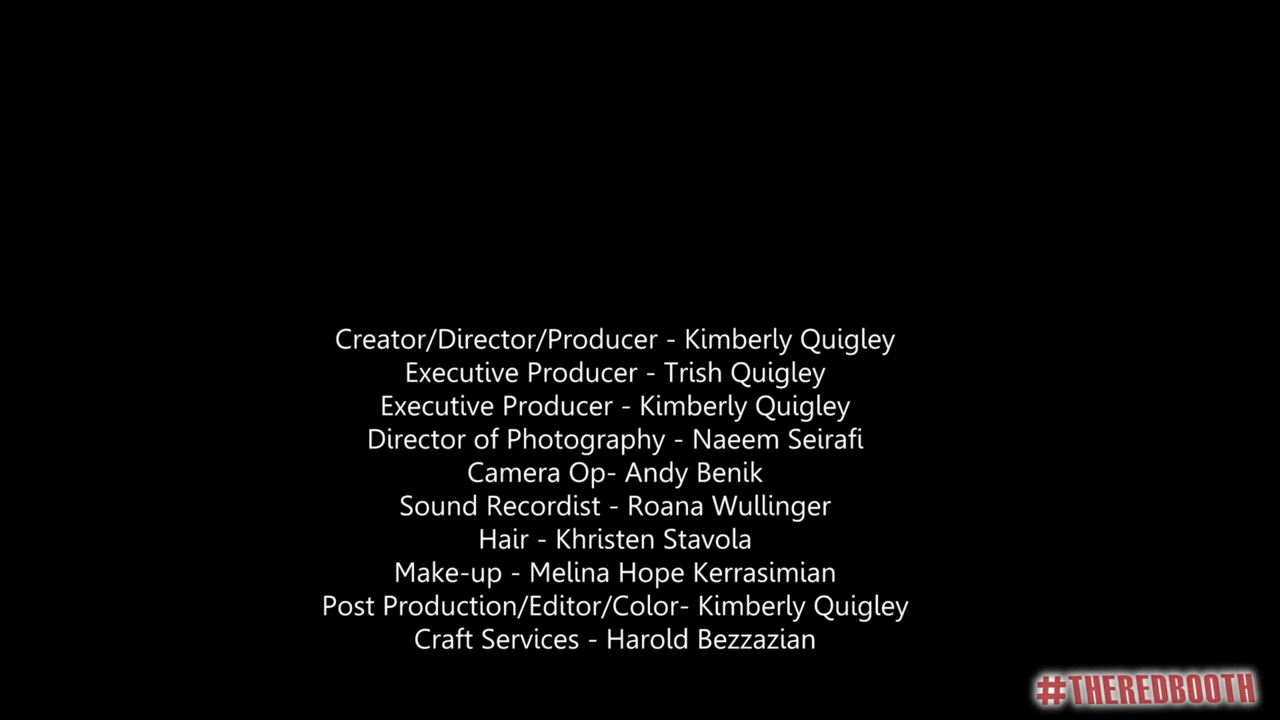 Creator/Director/Producer - Kimberly Quigley
Executive Producer - Trish Quigley
Executive Producer - Kimberly Quigley
Director of Photography - Naeem Seirafi
Camera Op- Andy Benik
Sound Recordist - Roana Wullinger
Hair - Khristen Stavola
Make-up - Melina Hope Kerrasimian
Post Production/Editor/Color- Kimberly Quigley
Craft Services - Harold Bezzazian
#THEREDBOOTH